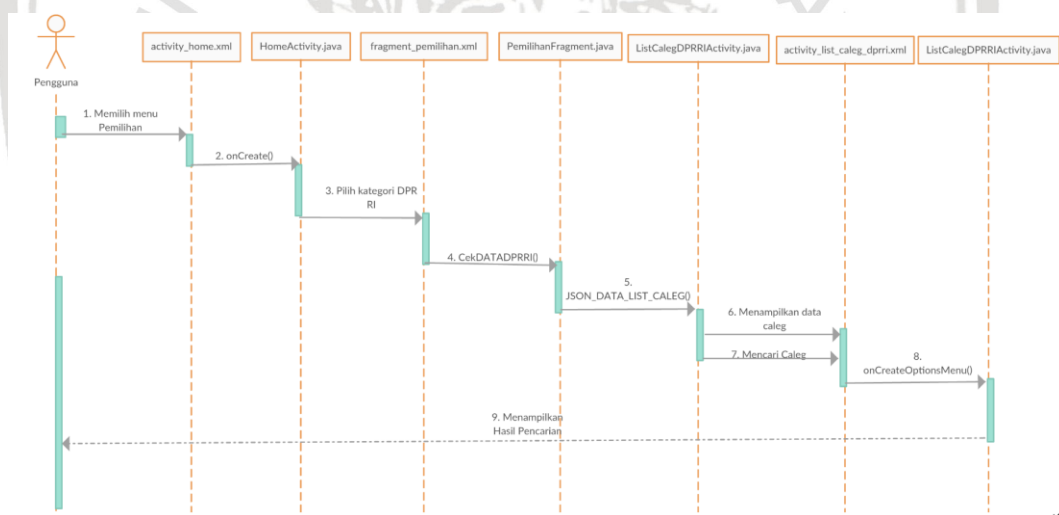 Pengguna
activity_home.xml
HomeActivity.java
fragment_pemilihan.xml
PemilihanFragment.java
ListCalegDPRRIActivity.java
activity_list_caleg_dprri.xml
ListCalegDPRRIActivity.java
1. Memilih menu
Pemilihan
2. onCreate()
3. Pilih kategori DPR
RI
4. CekDATADPRRI()
5.
JSON_DATA_LIST_CALEG()
6. Menampilkan data
caleg
7. Mencari Caleg
8.
onCreateOptionsMenu()
9. Menampilkan
Hasil Pencarian